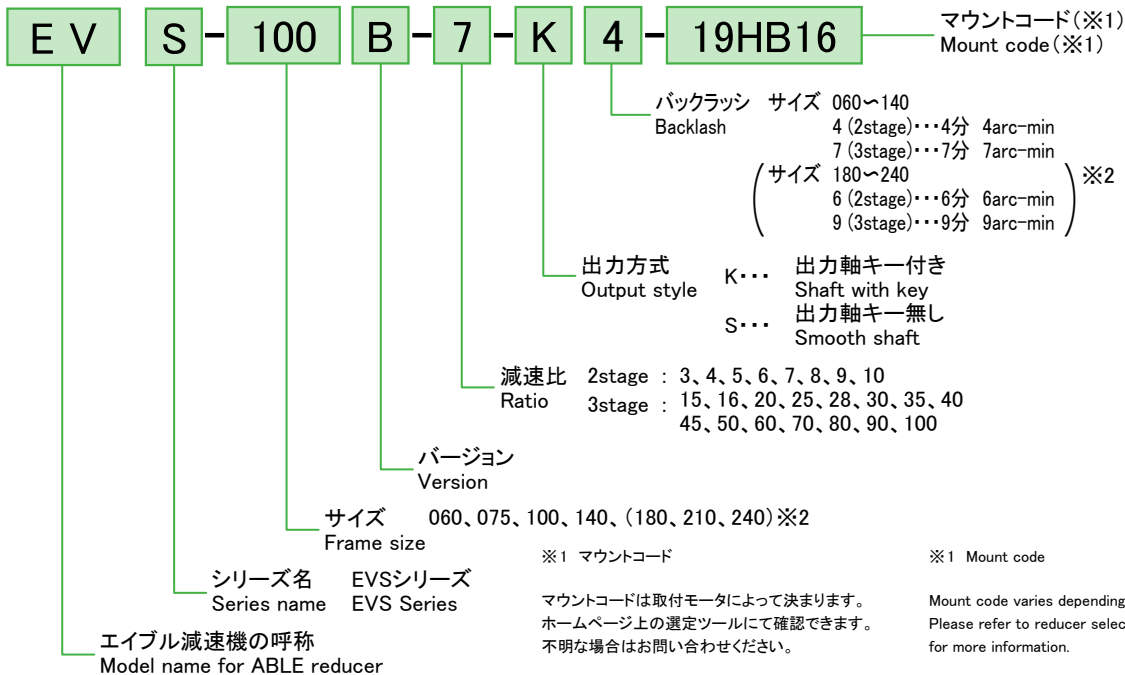 EV S-100 B-7-K 4-19HB16
マウントコード(※1)
Mount code(※1)
バックラッシ サイズ 060〜140
Backlash 4(2stage)・・・4分 4arc-min
7(3stage)・・・7分 7arc-min
サイズ 180〜240 ※2
6(2stage)・・・6分 6arc-min
9(3stage)・・・9分 9arc-min
出力方式
Output style
K・・・ 出力軸キー付き
Shaft with key
S・・・ 出力軸キー無し
Smooth shaft
減速比 2stage : 3、4、5、6、7、8、9、10
Ratio 3stage : 15、16、20、25、28、30、35、40
45、50、60、70、80、90、100
バージョン
Version
サイズ 060、075、100、140、(180、210、240)※2
Frame size
シリーズ名 EVSシリーズ
Series name EVS Series
エイブル減速機の呼称
Model name for ABLE reducer
※1 マウントコード
マウントコードは取付モータによって決まります。
ホームページ上の選定ツールにて確認できます。
不明な場合はお問い合わせください。
※1 Mount code
Mount code varies depending
Please refer to reducer selec
for more information.